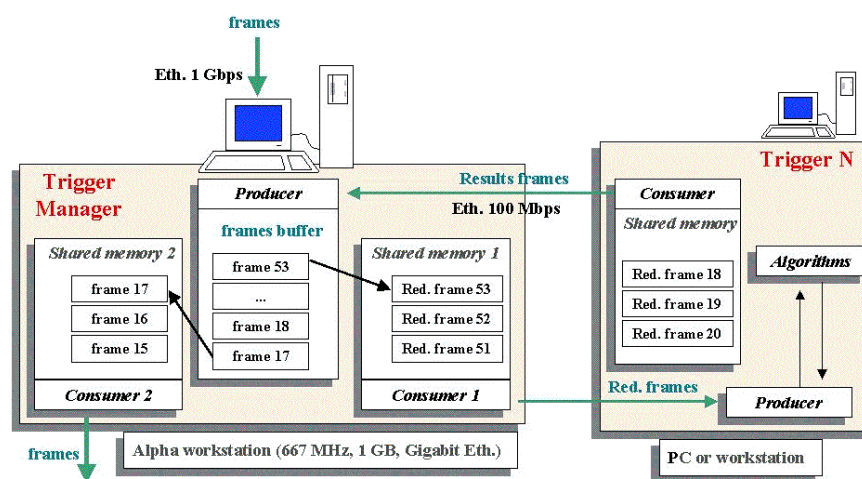 frames
Eth. 1 Gbps
Trigger
Manager
Producer
frames buffer
frame 53
...
frame 18
frame 17
Shared memory 2
frame 17
frame 16
frame 15
Consumer 2
frames
Shared memory 1
Red. frame 53
Red. frame 52
Red. frame 51
Consumer 1
Alpha workstation (667 MHz, 1 GB, Gigabit Eth.)
Results frames
Eth. 100 Mbps
Red. frames
Trigger N
Consumer
Shared memory
Red. frame 18
Red. frame 19
Red. frame 20
Algorithms
Producer
PC or workstation